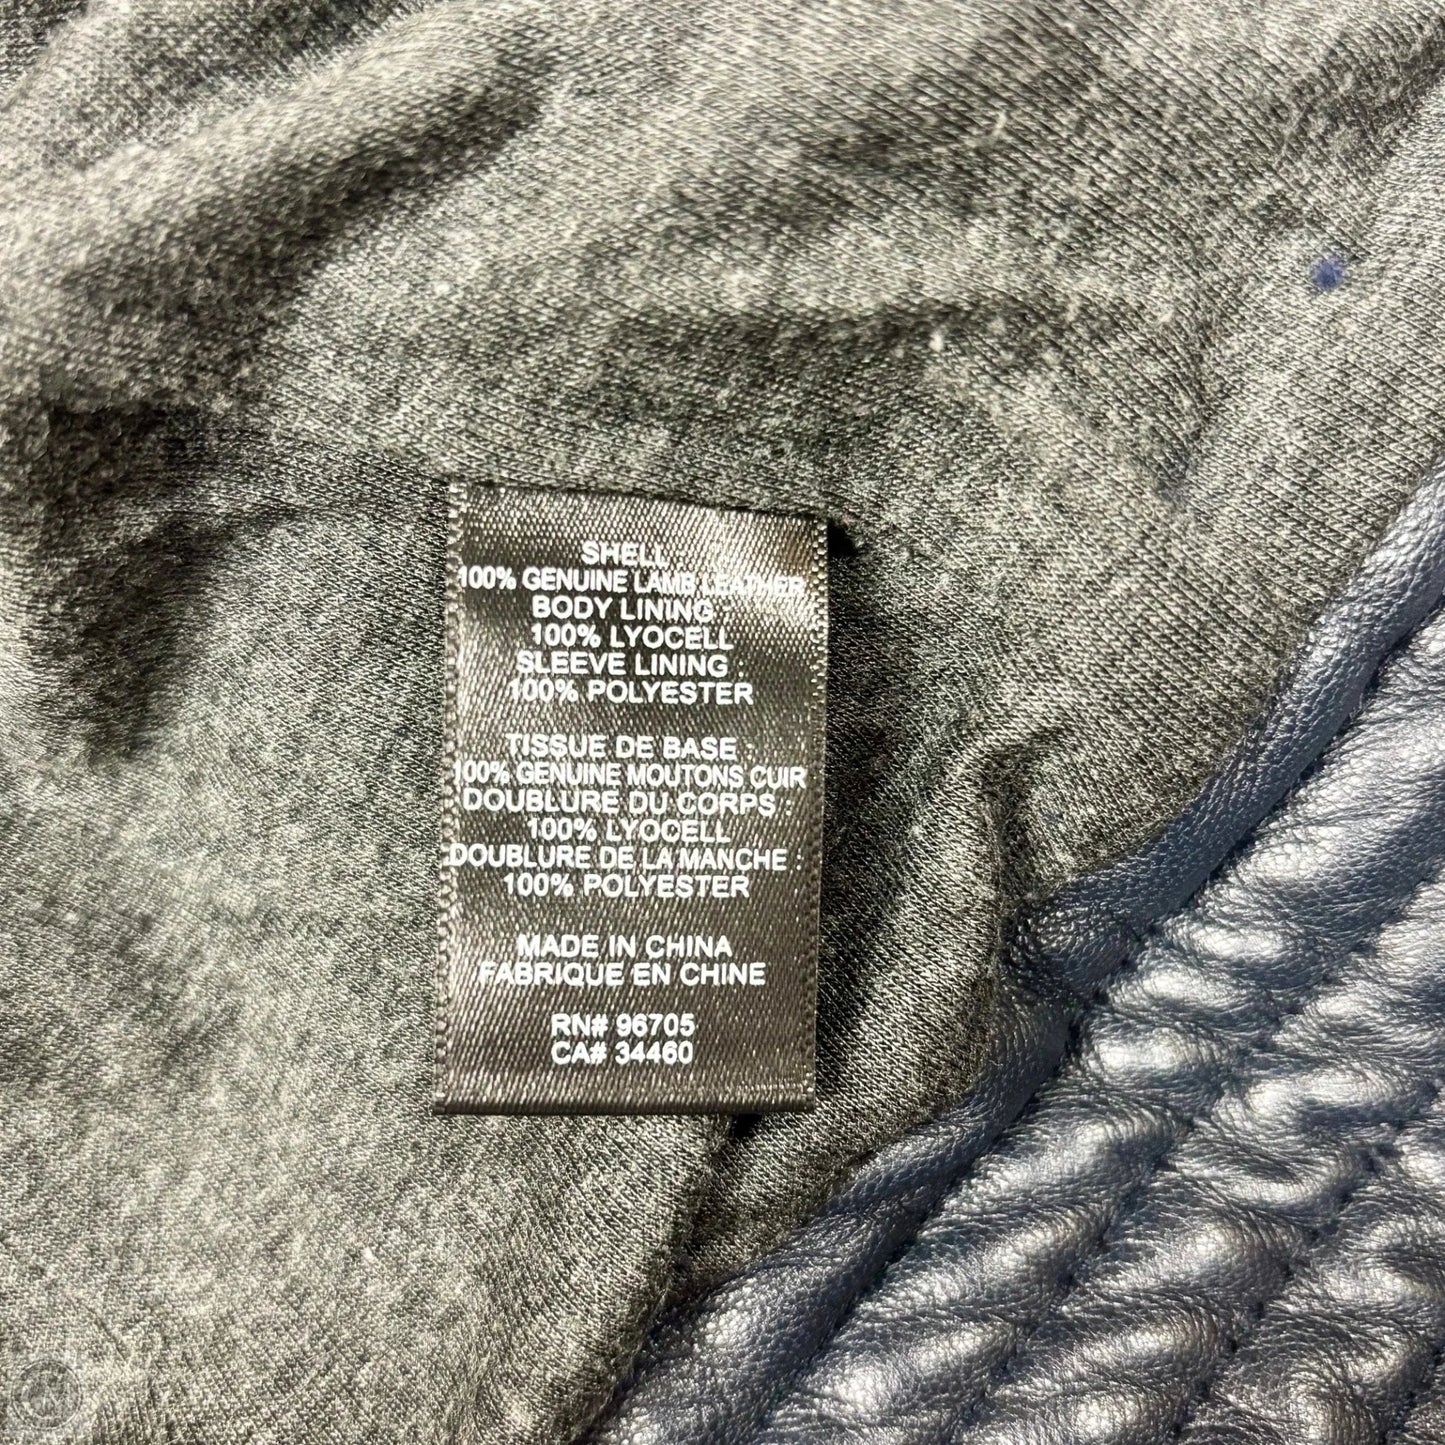 SHELL :
100% GENUINE LAMB LEATHER
BODY LINING :
100% LYOCELL
SLEEVE LINING :
100% POLYESTER
TISSUE DE BASE :
100% GENUINE MOUTONS CUIR
DOUBLURE DU CORPS :
100% LYOCELL
DOUBLURE DE LA MANCHE :
100% POLYESTER
MADE IN CHINA
FABRIQUE EN CHINE
RN# 96705
CA# 34460